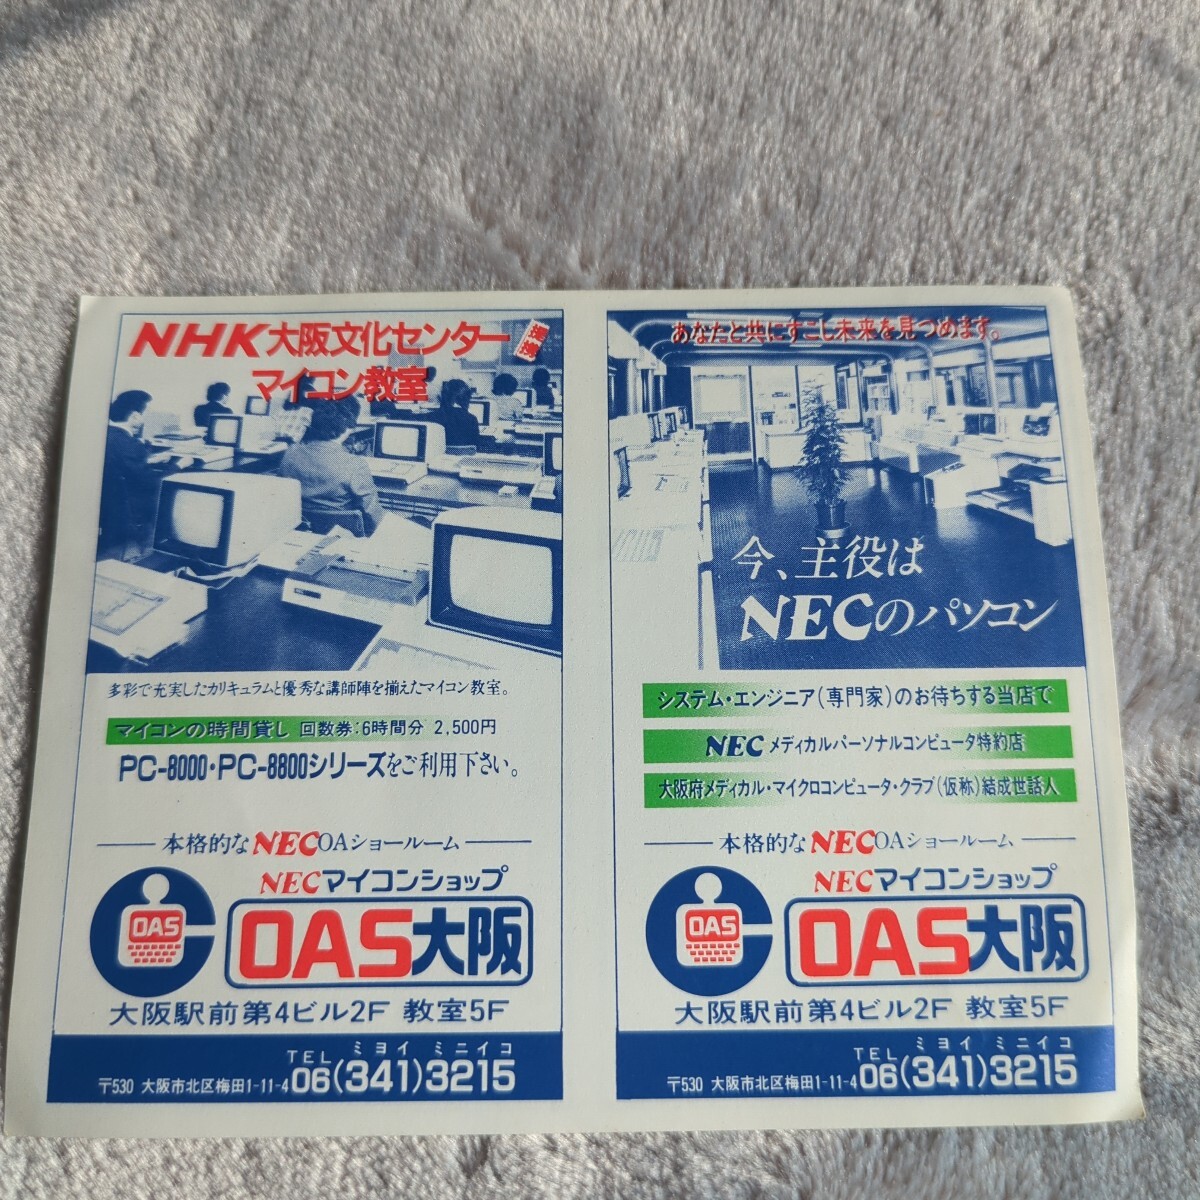 NHK大阪文化センター
マイコン教室
多彩で充実したカリキュラムと優秀な講師陣を揃えたマイコン教室。
マイコンの時間貸し 回数券:6時間分 2,500円
PC-8000・PC-8800シリーズをご利用下さい。
本格的なNECOAショールーム
NECマイコンショップ
OAS
OAS大阪
大阪駅前第4ビル2F 教室5F
TEL ミヨイ ミニイコ
〒530 大阪市北区梅田1-11-4 06(341)3215
あなたと共にすこし未来を見つめます。
今、主役は
NECのパソコン
システム・エンジニア(専門家)のお待ちする当店で
NEC メディカルパーソナルコンピュータ特約店
大阪府メディカル・マイクロコンピュータ・クラブ(仮称)結成世話人
本格的なNECOAショールーム
NECマイコンショップ
OAS
OAS大阪
大阪駅前第4ビル2F 教室5F
TEL ミヨイ ミニイコ
〒530 大阪市北区梅田1-11-4 06(341)3215